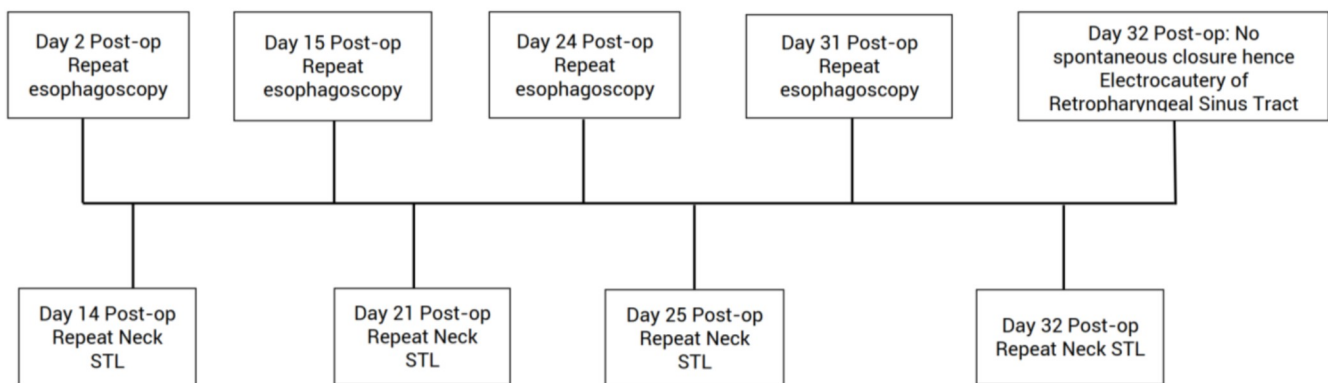 Day 2 Post-op
Repeat
esophagoscopy
Day 15 Post-op
Repeat
esophagoscopy
Day 24 Post-op
Repeat
esophagoscopy
Day 31 Post-op
Repeat
esophagoscopy
Day 32 Post-op: No
spontaneous closure hence
Electrocautery of
Retropharyngeal Sinus Tract
Day 14 Post-op
Repeat Neck
STL
Day 21 Post-op
Repeat Neck
STL
Day 25 Post-op
Repeat Neck
STL
Day 32 Post-op
Repeat Neck STL